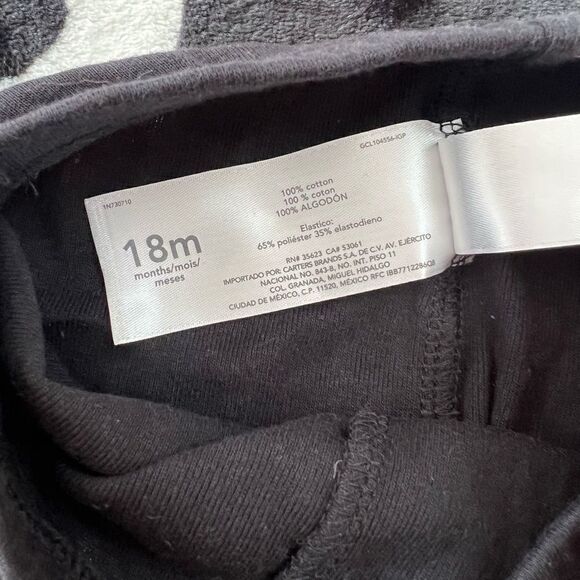 GCL104556-IGP
1N730710
100% cotton
100 % coton
100% ALGODÓN
18m
months/mois/
meses
Elastico:
65% poliéster 35% elastodieno
RN# 35623 CA# 53061
IMPORTADO POR: CARTERS BRANDS S.A. DE C.V. AV. EJÉRCITO
NACIONAL NO. 843-B, NO. INT. PISO 11
COL. GRANADA, MIGUEL HIDALGO
CIUDAD DE MÉXICO, C.P. 11520, MÉXICO RFC IBB7712286Q8